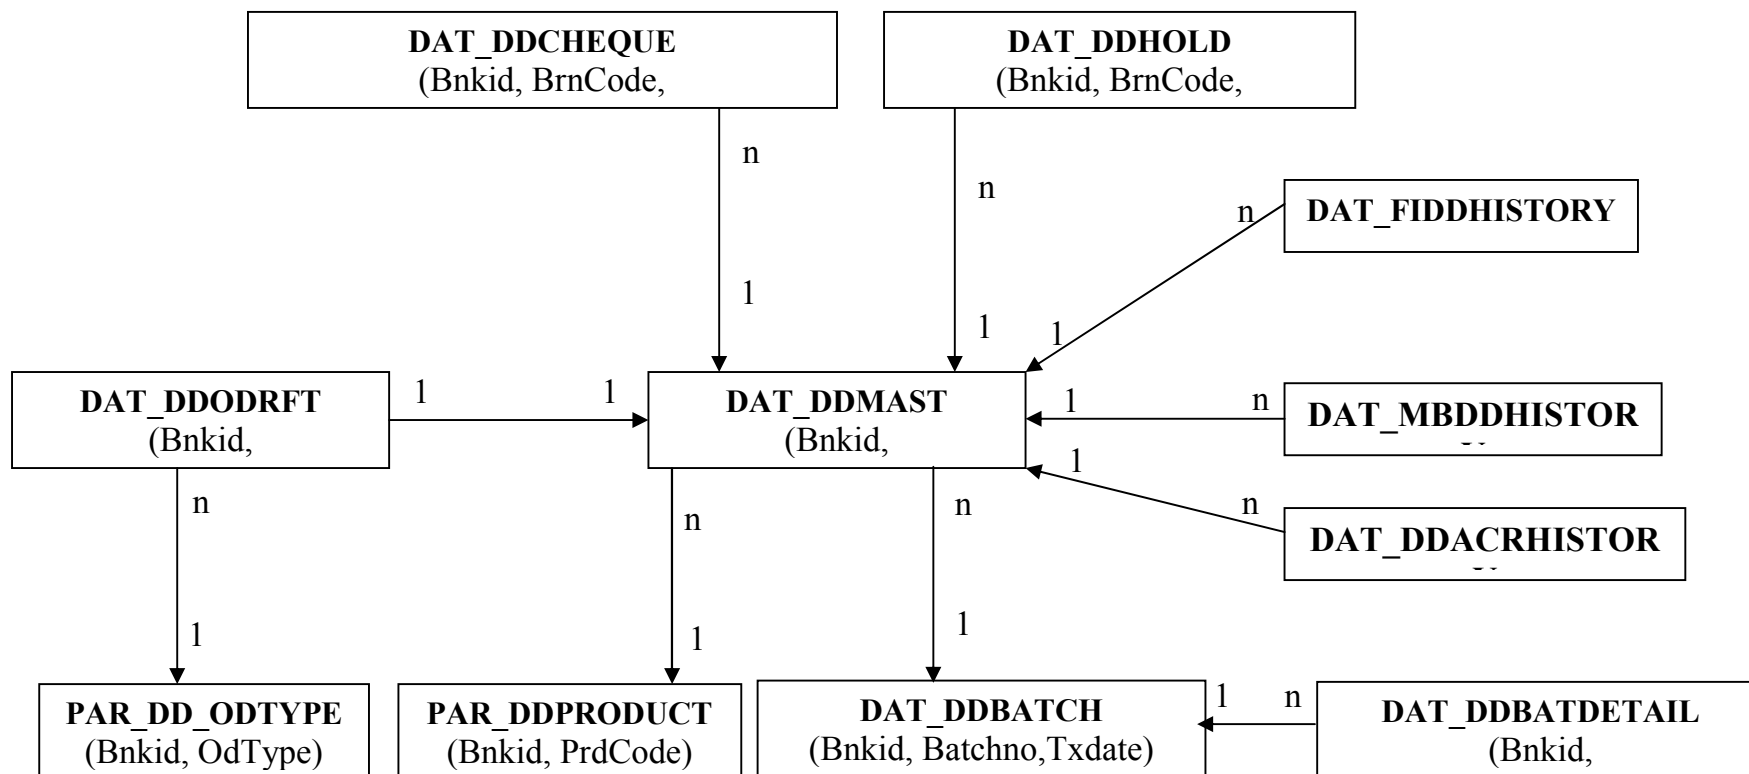 DAT_DDCHEQUE
(Bnkid, BrnCode,
DAT_DDHOLD
(Bnkid, BrnCode,
n
n
n
DAT_FIDDHISTORY
1
1
1
DAT_DDODRFT
(Bnkid,
1
1
DAT_DDMAST
(Bnkid,
1
n
DAT_MBDDHISTOR
1
n
DAT_DDACRHISTOR
n
n
n
1
1
1
PAR_DD_ODTYPE
(Bnkid, OdType)
PAR_DDPRODUCT
(Bnkid, PrdCode)
DAT_DDBATCH
(Bnkid, Batchno,Txdate)
1
n
DAT_DDBATDETAIL
(Bnkid,